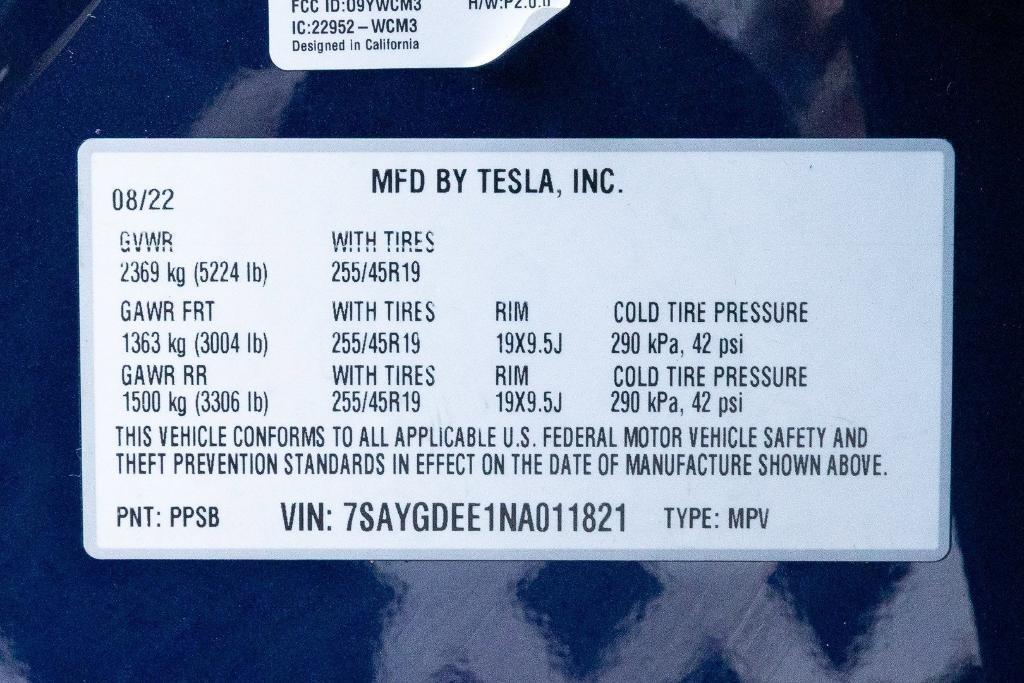 FCC ID:O9YWCM3 H/W:P2.0.0
IC:22952-WCM3
Designed in California
MFD BY TESLA, INC.
08/22
GVWR WITH TIRES
2369 kg (5224 lb) 255/45R19
GAWR FRT WITH TIRES RIM COLD TIRE PRESSURE
1363 kg (3004 lb) 255/45R19 19X9.5J 290 kPa, 42 psi
GAWR RR WITH TIRES RIM COLD TIRE PRESSURE
1500 kg (3306 lb) 255/45R19 19X9.5J 290 kPa, 42 psi
THIS VEHICLE CONFORMS TO ALL APPLICABLE U.S. FEDERAL MOTOR VEHICLE SAFETY AND
THEFT PREVENTION STANDARDS IN EFFECT ON THE DATE OF MANUFACTURE SHOWN ABOVE.
PNT: PPSB VIN: 7SAYGDEE1NA011821 TYPE: MPV